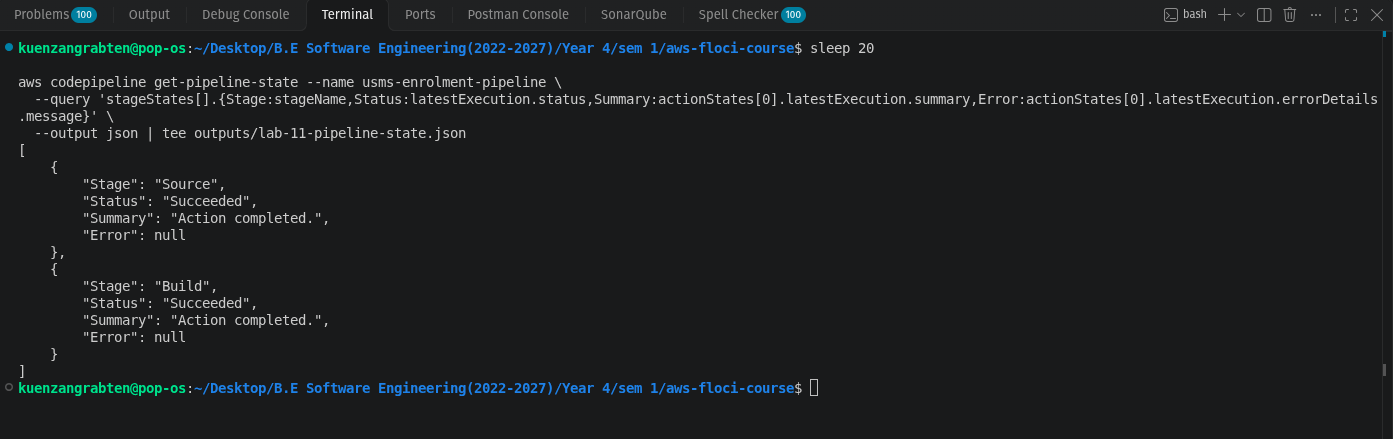 Problems 100 Output Debug Console Terminal Ports Postman Console SonarQube Spell Checker 100 bash
kuenzangrabten@pop-os:~/Desktop/B.E Software Engineering(2022-2027)/Year 4/sem 1/aws-floci-course$ sleep 20
aws codepipeline get-pipeline-state --name usms-enrolment-pipeline \
  --query 'stageStates[].{Stage:stageName,Status:latestExecution.status,Summary:actionStates[0].latestExecution.summary,Error:actionStates[0].latestExecution.errorDetails
.message}' \
  --output json | tee outputs/lab-11-pipeline-state.json
[
    {
        "Stage": "Source",
        "Status": "Succeeded",
        "Summary": "Action completed.",
        "Error": null
    },
    {
        "Stage": "Build",
        "Status": "Succeeded",
        "Summary": "Action completed.",
        "Error": null
    }
]
kuenzangrabten@pop-os:~/Desktop/B.E Software Engineering(2022-2027)/Year 4/sem 1/aws-floci-course$